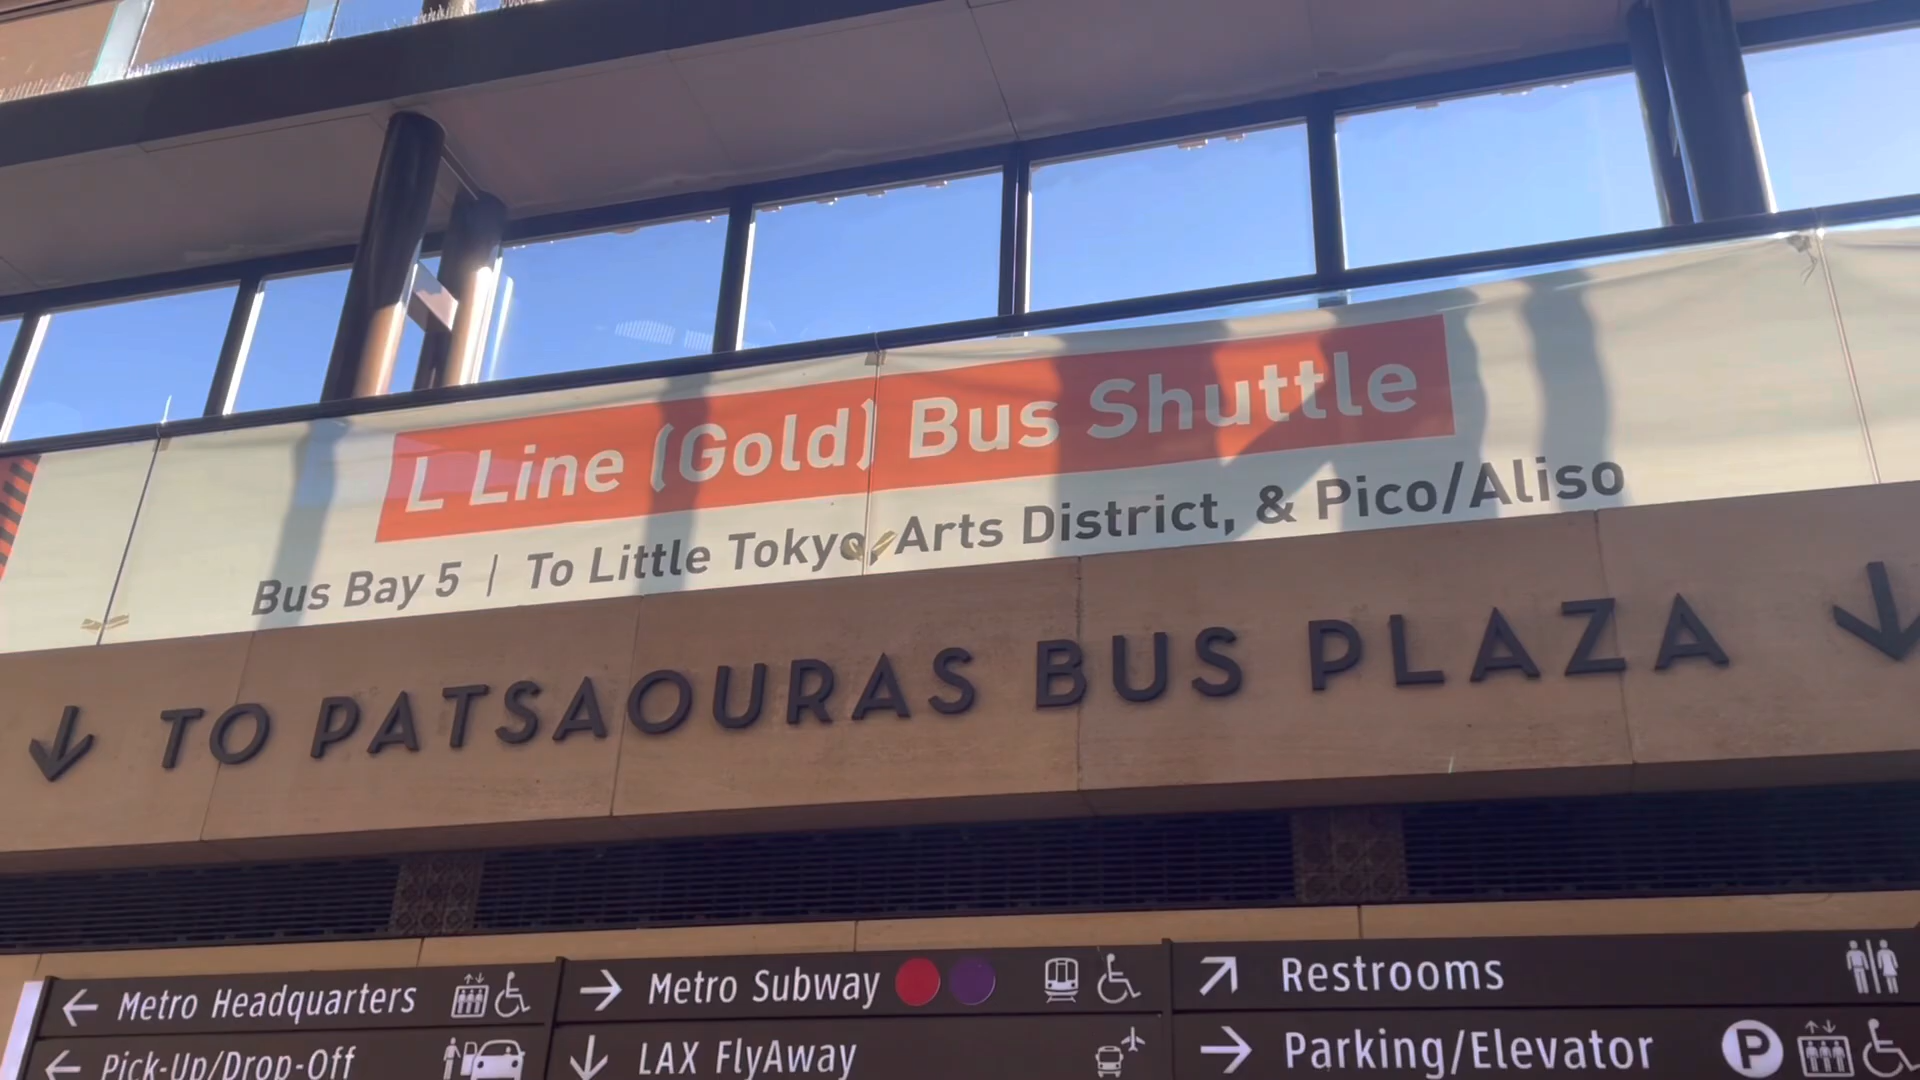 L Line (Gold) Bus Shuttle
Bus Bay 5 | To Little Tokyo, Arts District, & Pico/Aliso
↓ TO PATSAOURAS BUS PLAZA ↓
← Metro Headquarters
← Pick-Up/Drop-Off
→ Metro Subway
↓ LAX FlyAway
↗ Restrooms
→ Parking/Elevator P